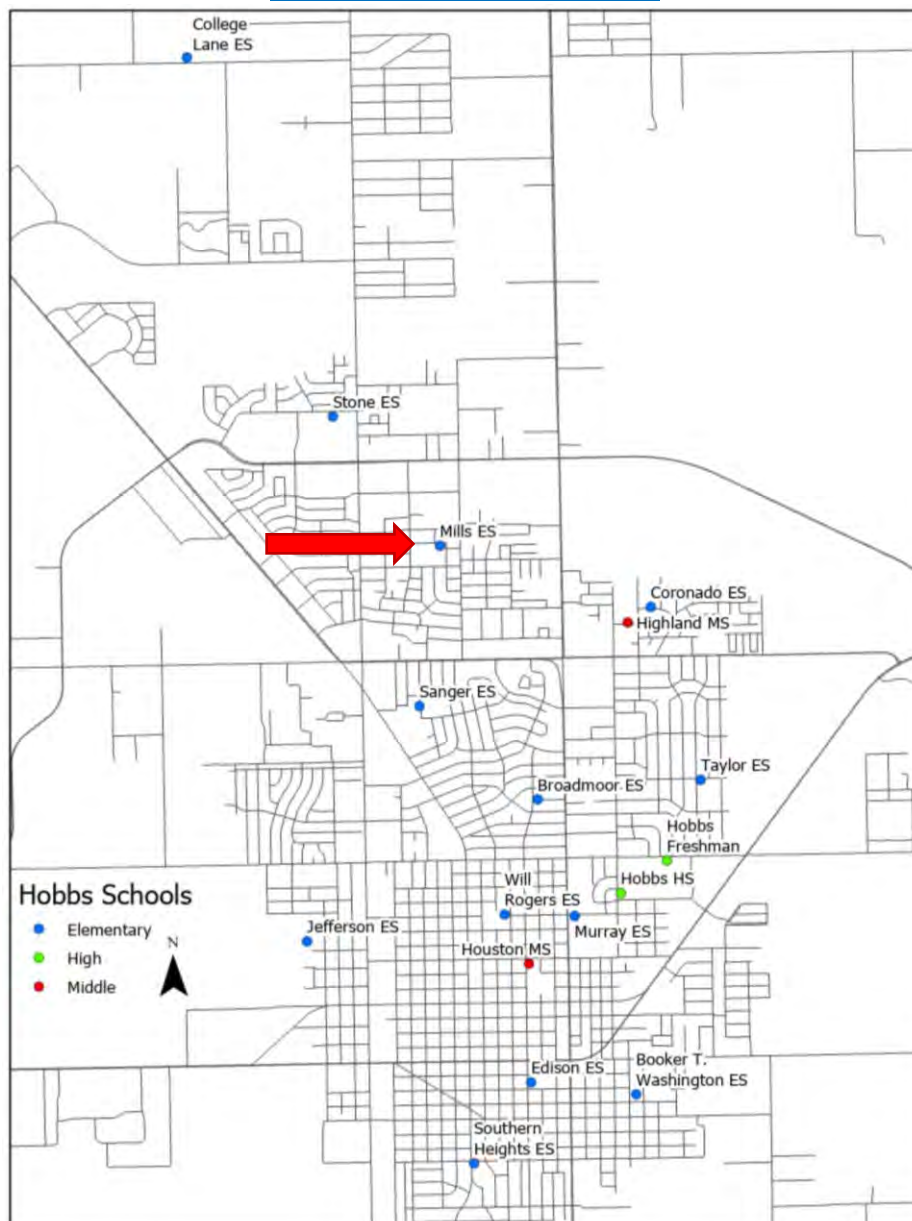 College
Lane ES
Stone ES
Mills ES
Coronado ES
Highland MS
Sanger ES
Taylor ES
Broadmoor ES
Hobbs
Freshman
Hobbs HS
Will
Rogers ES
Murray ES
Jefferson ES
Houston MS
Hobbs Schools
Elementary
High
Middle
N
Edison ES
Booker T.
Washington ES
Southern
Heights ES